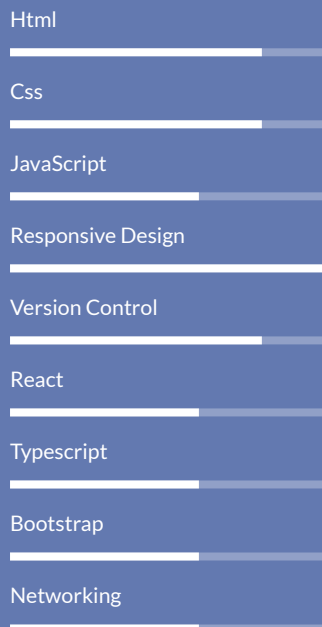 Html
Css
JavaScript
Responsive Design
Version Control
React
Typescript
Bootstrap
Networking